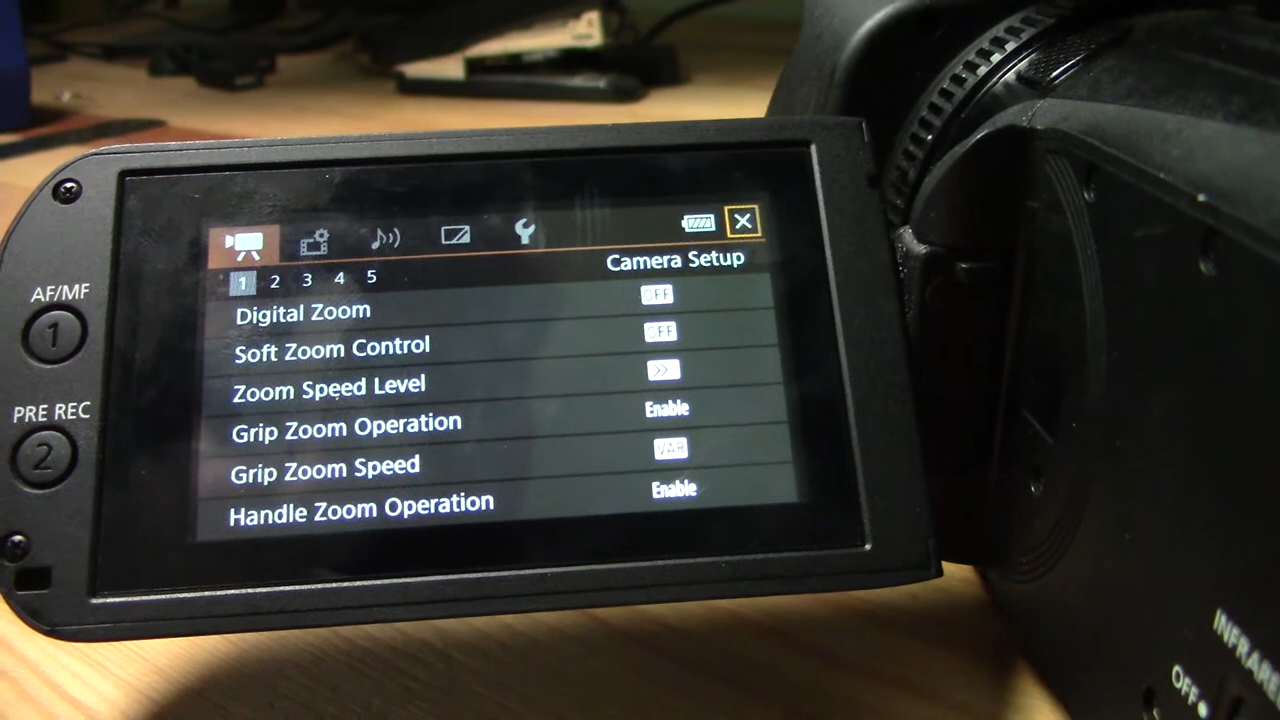 Camera Setup
1 2 3 4 5
Digital Zoom OFF
Soft Zoom Control OFF
Zoom Speed Level >>
Grip Zoom Operation Enable
Grip Zoom Speed VAR
Handle Zoom Operation Enable
AF/MF
1
PRE REC
2
OFF